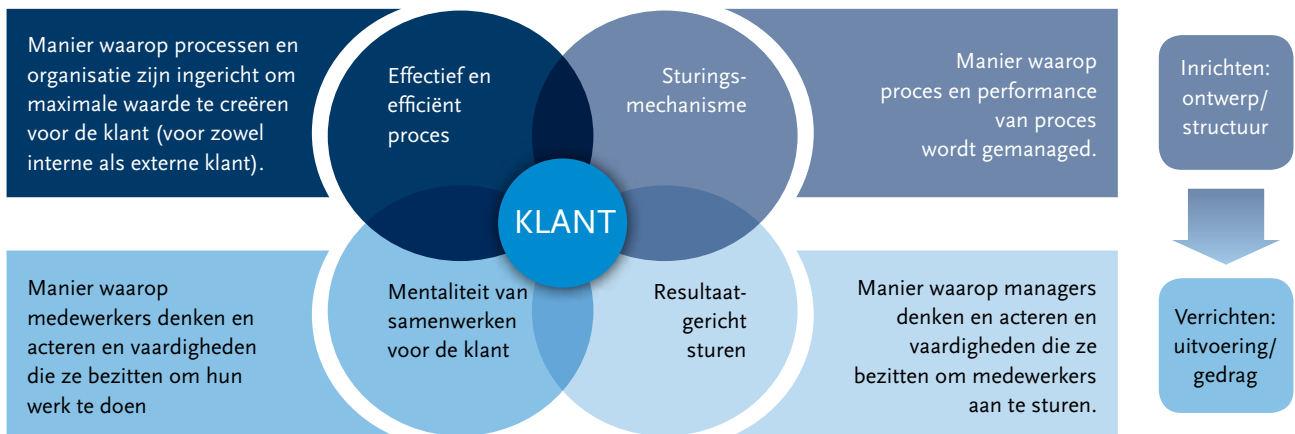 Manier waarop processen en
organisatie zijn ingericht om
maximale waarde te creëren
voor de klant (voor zowel
interne als externe klant).
Effectief en
efficiënt
proces
Sturings-
mechanisme
Manier waarop
proces en performance
van proces
wordt gemanaged.
Inrichten:
ontwerp/
structuur
KLANT
Manier waarop
medewerkers denken en
acteren en vaardigheden
die ze bezitten om hun
werk te doen
Mentaliteit van
samenwerken
voor de klant
Resultaat-
gericht
sturen
Manier waarop managers
denken en acteren en
vaardigheden die ze
bezitten om medewerkers
aan te sturen.
Verrichten:
uitvoering/
gedrag